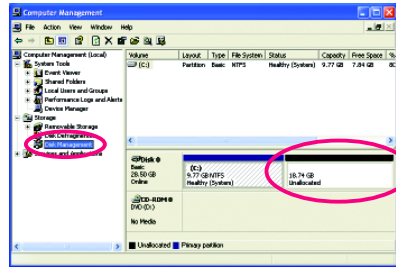 Computer Management
File Action View Window Help
Computer Management (Local)
System Tools
Event Viewer
Shared Folders
Local Users and Groups
Performance Logs and Alerts
Device Manager
Storage
Removable Storage
Disk Defragmenter
Disk Management
Services and Applications
Volume Layout Type File System Status Capacity Free Space %
(C:) Partition Basic NTFS Healthy (System) 9.77 GB 7.84 GB 80
Disk 0
Basic
28.50 GB
Online
(C:)
9.77 GB NTFS
Healthy (System)
18.74 GB
Unallocated
CD-ROM 0
DVD (D:)
No Media
Unallocated Primary partition